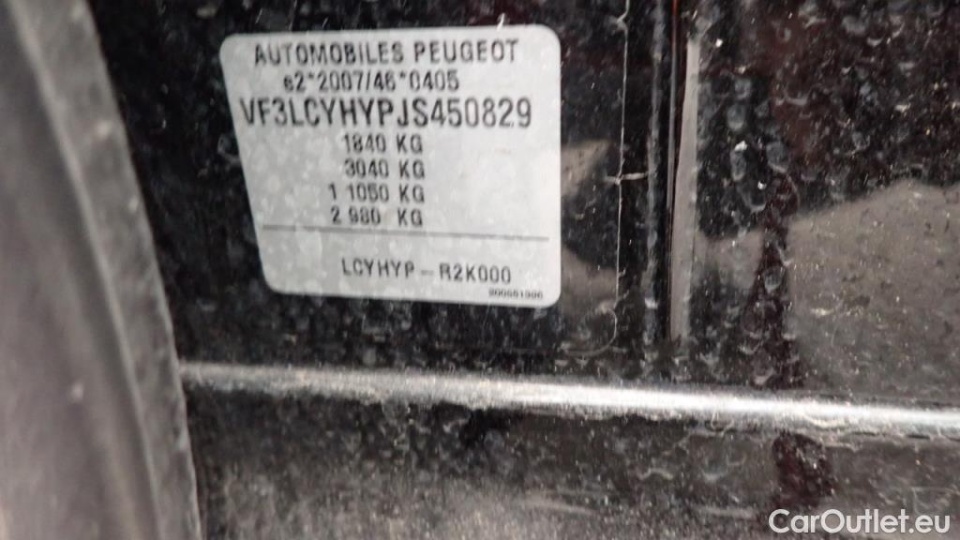 AUTOMOBILES PEUGEOT
e2*2007/46*0405
VF3LCYHYPJS450829
1840 KG
3040 KG
1 1050 KG
2 980 KG
LCYHYP - R2K000
CarOutlet.eu